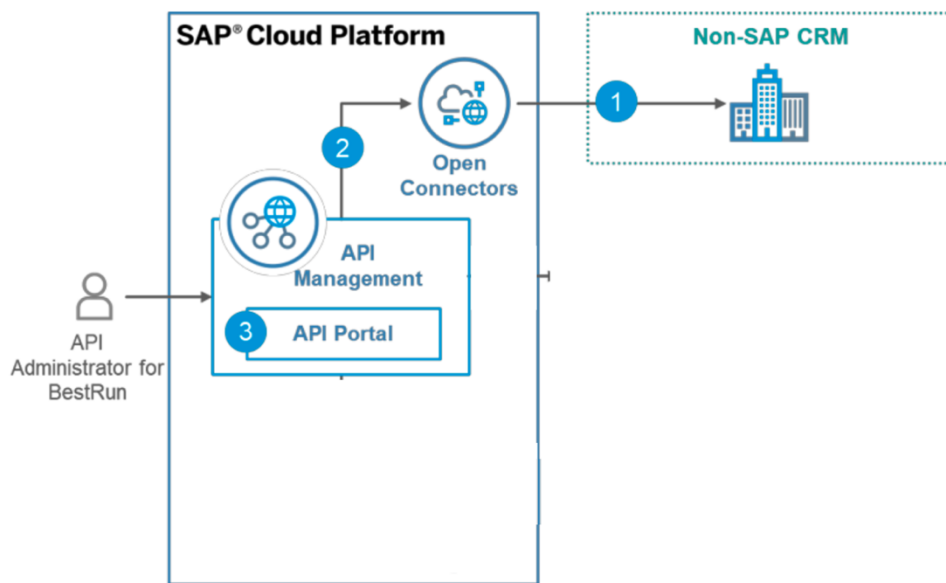 SAP® Cloud Platform
Non-SAP CRM
1
2
Open
Connectors
API
Management
3
API Portal
API
Administrator for
BestRun